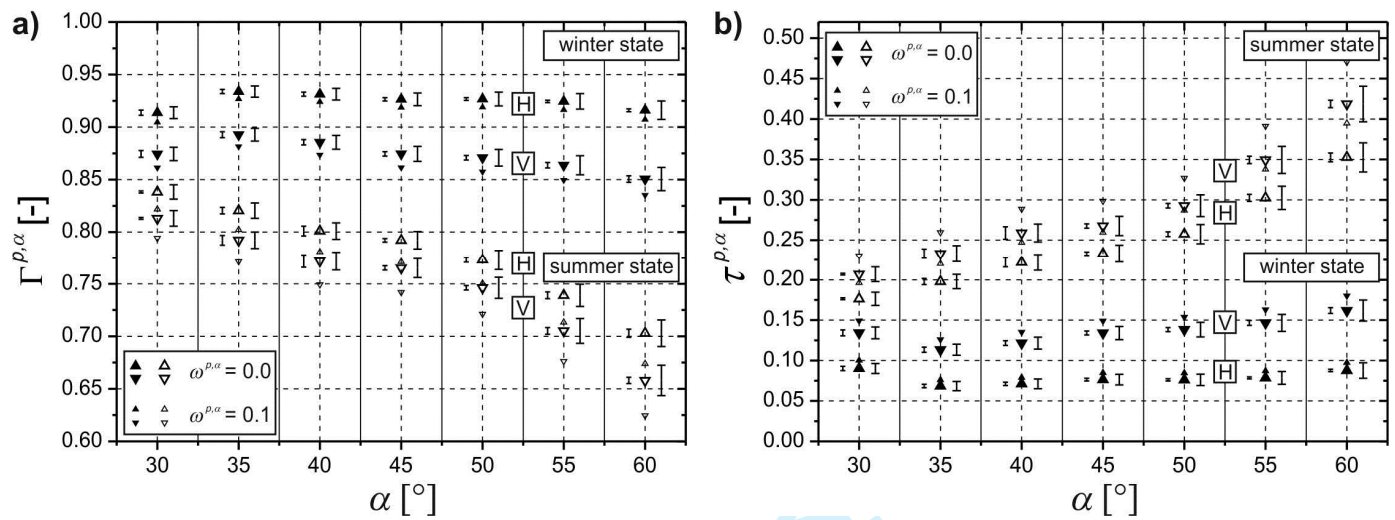 a)
1.00
0.95
0.90
0.85
0.80
0.75
0.70
0.65
0.60
Γ^{p,α} [-]
winter state
H
V
H
summer state
V
ω^{p,α} = 0.0
ω^{p,α} = 0.1
30 35 40 45 50 55 60
α [°]
b)
0.50
0.45
0.40
0.35
0.30
0.25
0.20
0.15
0.10
0.05
0.00
τ^{p,α} [-]
ω^{p,α} = 0.0
ω^{p,α} = 0.1
summer state
V
H
winter state
V
H
30 35 40 45 50 55 60
α [°]